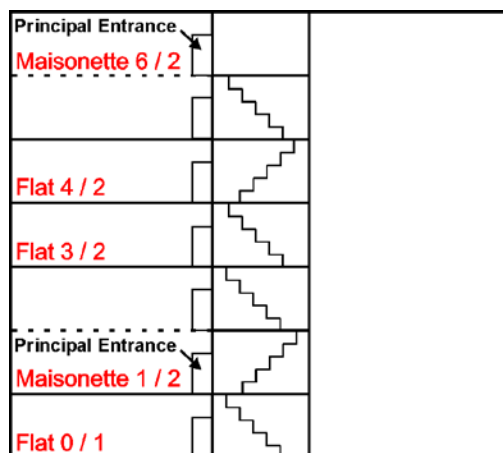 Principal Entrance
Maisonette 6 / 2
Flat 4 / 2
Flat 3 / 2
Principal Entrance
Maisonette 1 / 2
Flat 0 / 1